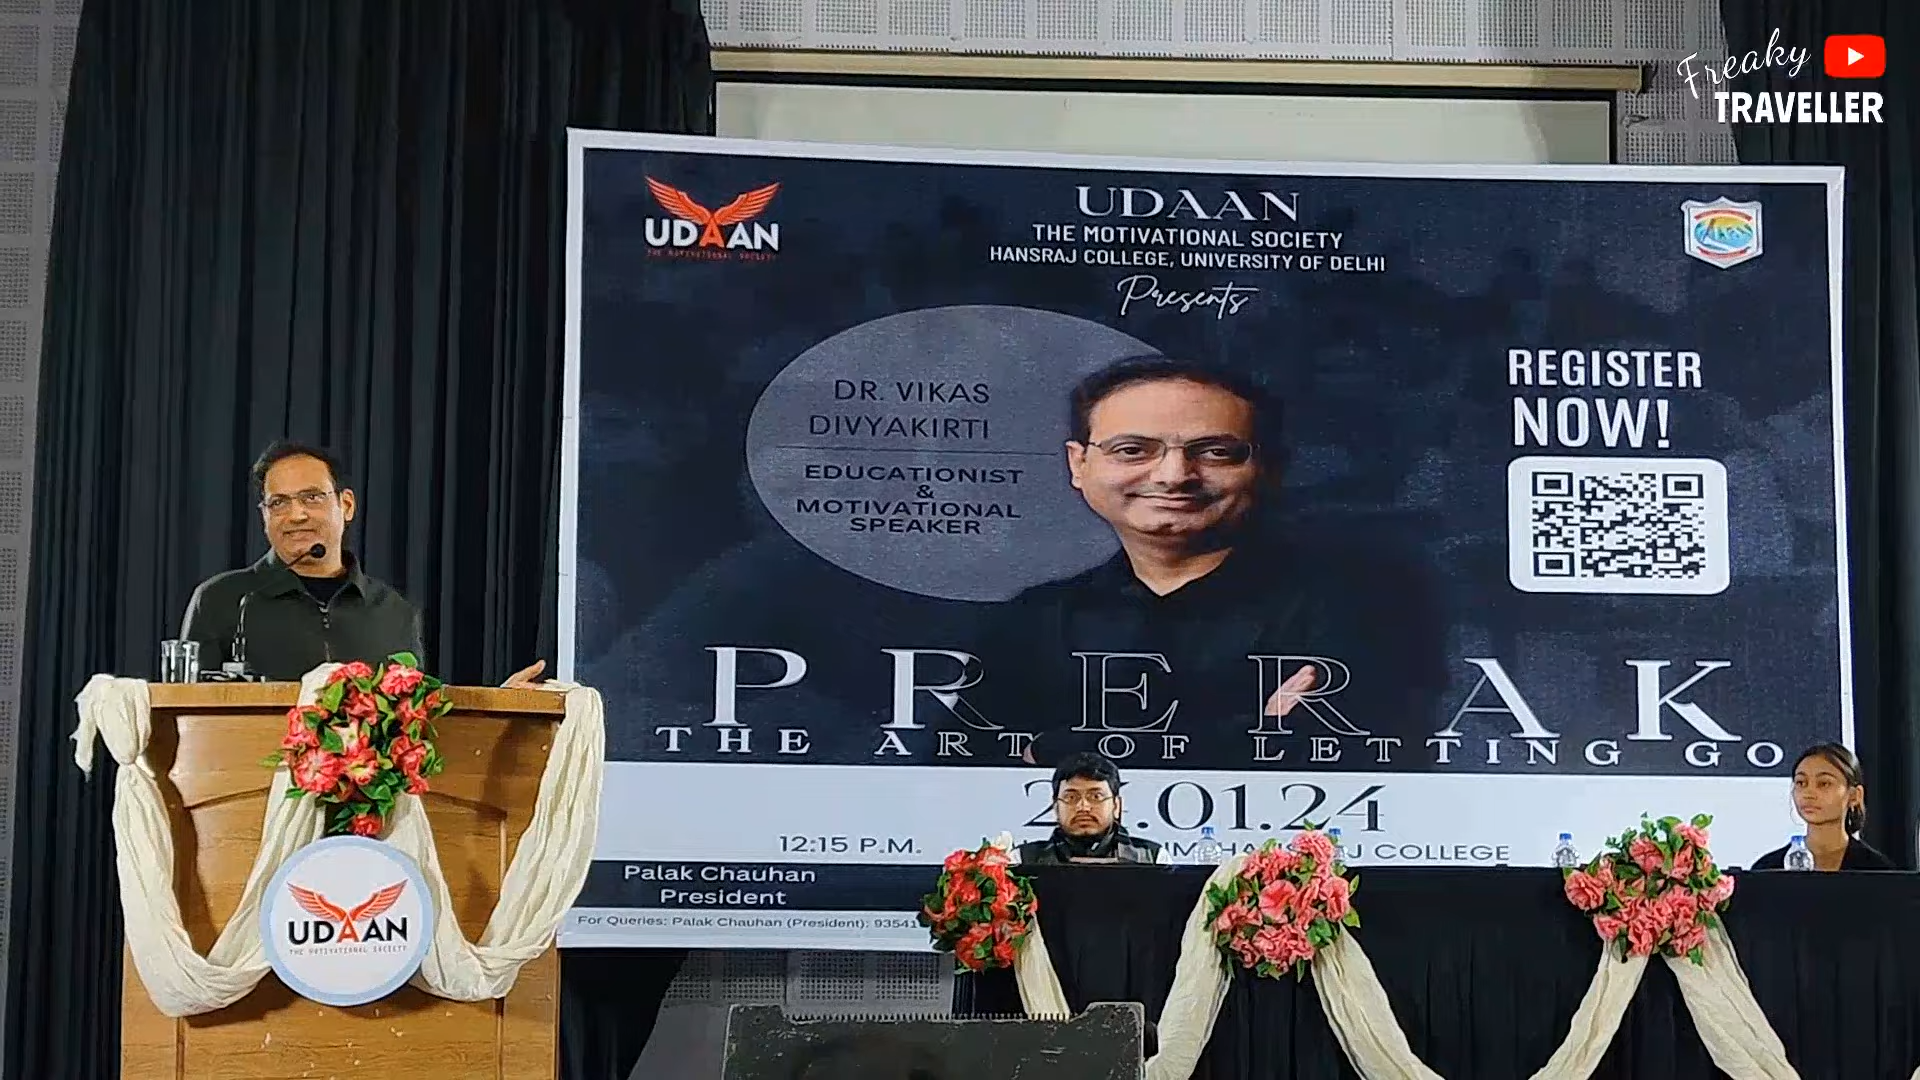 Freaky
TRAVELLER
UDAAN
THE MOTIVATIONAL SOCIETY
UDAAN
THE MOTIVATIONAL SOCIETY
HANSRAJ COLLEGE, UNIVERSITY OF DELHI
Presents
DR. VIKAS
DIVYAKIRTI
EDUCATIONIST
&
MOTIVATIONAL
SPEAKER
REGISTER
NOW!
PRERAK
THE ART OF LETTING GO
.01.24
12:15 P.M.
COLLEGE
Palak Chauhan
President
For Queries: Palak Chauhan (President): 9354
UDAAN
THE MOTIVATIONAL SOCIETY